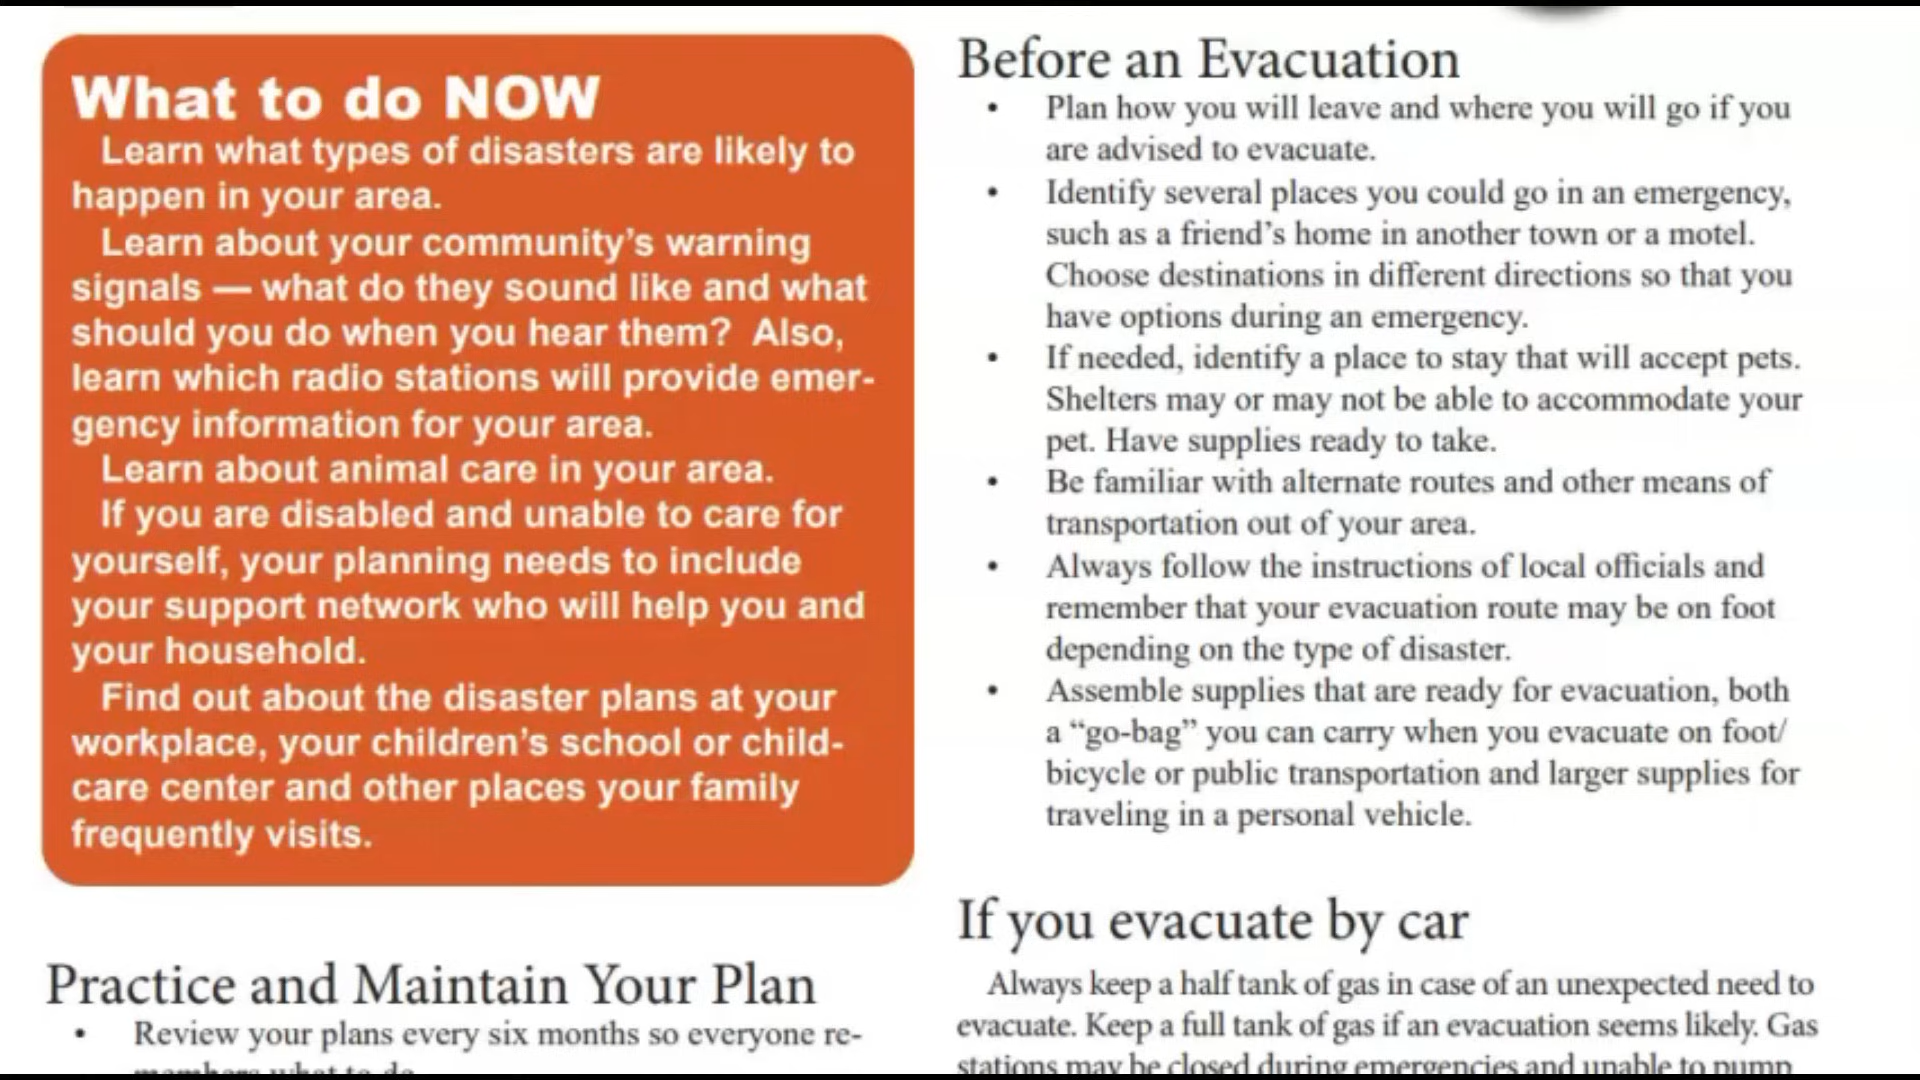 What to do NOW
Learn what types of disasters are likely to
happen in your area.
Learn about your community's warning
signals — what do they sound like and what
should you do when you hear them? Also,
learn which radio stations will provide emer-
gency information for your area.
Learn about animal care in your area.
If you are disabled and unable to care for
yourself, your planning needs to include
your support network who will help you and
your household.
Find out about the disaster plans at your
workplace, your children's school or child-
care center and other places your family
frequently visits.
Practice and Maintain Your Plan
• Review your plans every six months so everyone re-
members what to do.
Before an Evacuation
• Plan how you will leave and where you will go if you
are advised to evacuate.
• Identify several places you could go in an emergency,
such as a friend's home in another town or a motel.
Choose destinations in different directions so that you
have options during an emergency.
• If needed, identify a place to stay that will accept pets.
Shelters may or may not be able to accommodate your
pet. Have supplies ready to take.
• Be familiar with alternate routes and other means of
transportation out of your area.
• Always follow the instructions of local officials and
remember that your evacuation route may be on foot
depending on the type of disaster.
• Assemble supplies that are ready for evacuation, both
a “go-bag” you can carry when you evacuate on foot/
bicycle or public transportation and larger supplies for
traveling in a personal vehicle.
If you evacuate by car
Always keep a half tank of gas in case of an unexpected need to
evacuate. Keep a full tank of gas if an evacuation seems likely. Gas
stations may be closed during emergencies and unable to pump